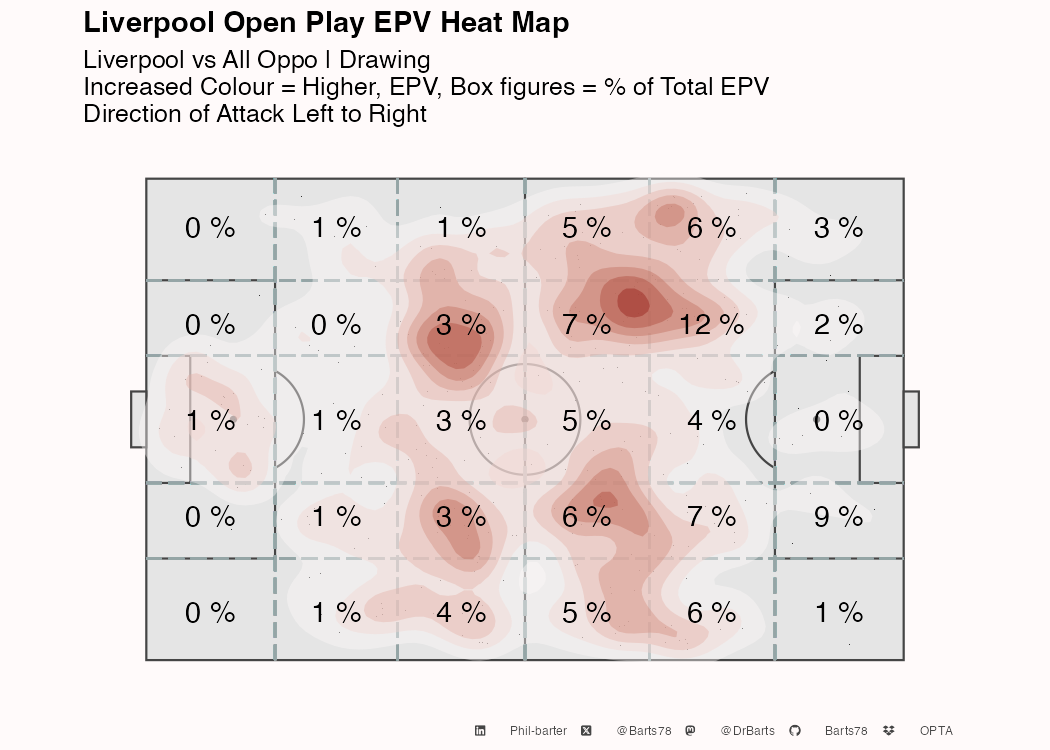 Liverpool Open Play EPV Heat Map
Liverpool vs All Oppo | Drawing
Increased Colour = Higher, EPV, Box figures = % of Total EPV
Direction of Attack Left to Right
0 % 1 % 1 % 5 % 6 % 3 %
0 % 0 % 3 % 7 % 12 % 2 %
1 % 1 % 3 % 5 % 4 % 0 %
0 % 1 % 3 % 6 % 7 % 9 %
0 % 1 % 4 % 5 % 6 % 1 %
Phil-barter @Barts78 @DrBarts Barts78 OPTA